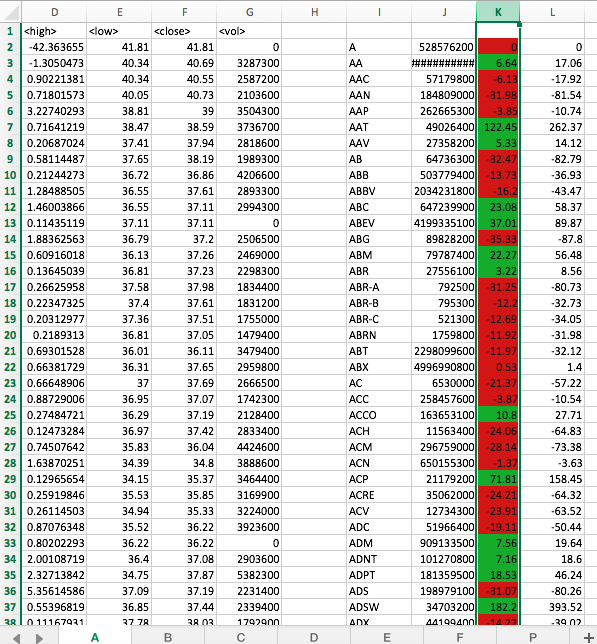 D E F G H I J K L
1 <high> <low> <close> <vol>
2 -42.363655 41.81 41.81 0 A 528576200 0 0
3 -1.3050473 40.34 40.69 3287300 AA ########### 6.64 17.06
4 0.90221381 40.34 40.55 2587200 AAC 57179800 -6.13 -17.92
5 0.71801573 40.05 40.73 2103600 AAN 184809000 -31.98 -81.54
6 3.22740293 38.81 39 3504300 AAP 262665300 -3.85 -10.74
7 0.71641219 38.47 38.59 3736700 AAT 49026400 122.45 262.37
8 0.20687024 37.41 37.94 2818600 AAV 27358200 5.33 14.12
9 0.58114487 37.65 38.19 1989300 AB 64736300 -32.47 -82.79
10 0.21244273 36.72 36.86 4206600 ABB 503779400 -13.73 -36.93
11 1.28488505 36.55 37.61 2893300 ABBV 2034231800 -16.2 -43.47
12 1.46003866 36.55 37.11 2994300 ABC 647239900 23.08 58.37
13 0.11435119 37.11 37.11 0 ABEV 4199335100 37.01 89.87
14 1.88362563 36.79 37.2 2506500 ABG 89828200 -35.33 -87.8
15 0.60916018 36.13 37.26 2469000 ABM 79787400 22.27 56.48
16 0.13645039 36.81 37.23 2298300 ABR 27556100 3.22 8.56
17 0.26625958 37.58 37.98 1834400 ABR-A 792500 -31.25 -80.73
18 0.22347325 37.4 37.61 1831200 ABR-B 795300 -12.2 -32.73
19 0.20312977 37.36 37.51 1755000 ABR-C 521300 -12.69 -34.05
20 0.2189313 36.81 37.05 1479400 ABRN 1759800 -11.92 -31.98
21 0.69301528 36.01 36.11 3479400 ABT 2298099600 -11.97 -32.12
22 0.66381729 36.31 37.65 2959800 ABX 4996990800 0.53 1.4
23 0.66648906 37 37.69 2666500 AC 6530000 -21.37 -57.22
24 0.88729006 36.95 37.07 1742300 ACC 258457600 -3.87 -10.54
25 0.27484721 36.29 37.19 2128400 ACCO 163653100 10.8 27.71
26 0.12473284 36.97 37.42 2833400 ACH 11563400 -24.06 -64.83
27 0.74507642 35.83 36.04 4424600 ACM 296759000 -28.14 -73.38
28 1.63870251 34.39 34.8 3888600 ACN 650155300 -1.37 -3.63
29 0.12965654 34.15 35.37 3464400 ACP 21179200 71.81 158.45
30 0.25919846 35.53 35.85 3169900 ACRE 35062000 -24.21 -64.32
31 0.26114503 34.94 35.33 3224000 ACV 12734300 -23.91 -63.52
32 0.87076348 35.52 36.22 3923600 ADC 51966400 -19.11 -50.44
33 0.80202293 36.22 36.22 0 ADM 909133500 7.56 19.64
34 2.00108719 36.4 37.08 2903600 ADNT 101270800 7.16 18.6
35 2.32713842 34.75 37.87 5382300 ADPT 181359500 18.53 46.24
36 5.35614586 37.09 37.19 2231400 ADS 198979100 -31.07 -80.26
37 0.55396819 36.85 37.44 2339400 ADSW 34703200 182.2 393.52
38 0.11167931 37.78 38.03 1792900 ADX 44199400 -14.22 -39.02
A B C D E F P +